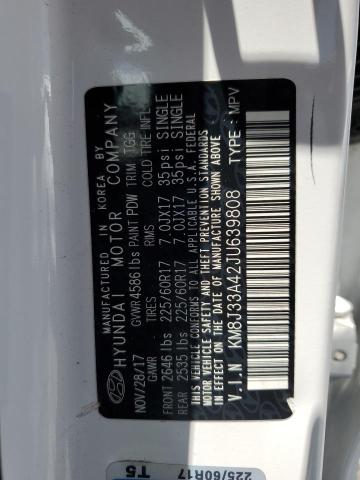 MANUFACTURED IN KOREA BY
HYUNDAI MOTOR COMPANY
NOV/28/17 GVWR 4586 lbs PAINT PDW TRIM TGG
GAWR TIRES RIMS COLD TIRE INFL
FRONT 2646 lbs 225/60R17 7.0JX17 35psi SINGLE
REAR 2535 lbs 225/60R17 7.0JX17 35psi SINGLE
THIS VEHICLE CONFORMS TO ALL APPLICABLE U.S.A. FEDERAL
MOTOR VEHICLE SAFETY, BUMPER, AND THEFT PREVENTION STANDARDS
IN EFFECT ON THE DATE OF MANUFACTURE SHOWN ABOVE.
V.I.N : KM8J33A42JU639808 TYPE : MPV
225/60R17
T5